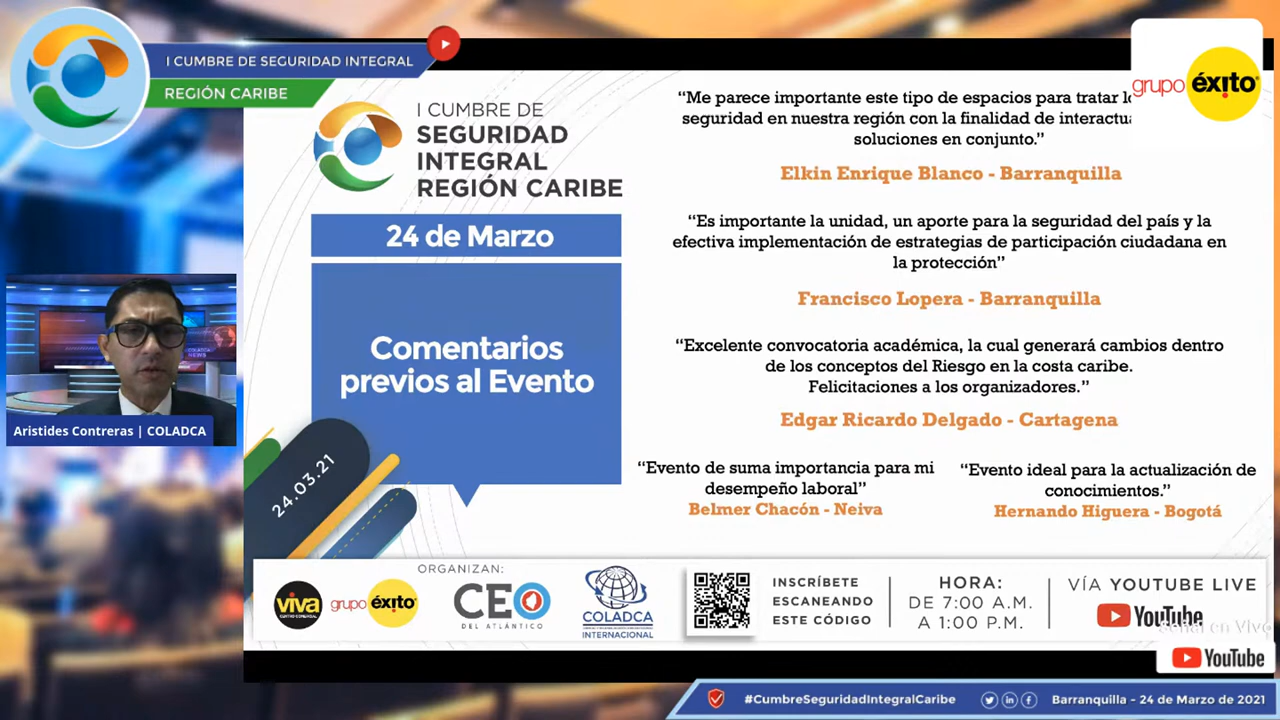 I CUMBRE DE SEGURIDAD INTEGRAL
REGIÓN CARIBE
I CUMBRE DE
SEGURIDAD
INTEGRAL
REGIÓN CARIBE
24 de Marzo
Comentarios
previos al Evento
24.03.21
grupo éxito
“Me parece importante este tipo de espacios para tratar
seguridad en nuestra región con la finalidad de
soluciones en conjunto.”
Elkin Enrique Blanco - Barranquilla
“Es importante la unidad, un aporte para la seguridad del país y la
efectiva implementación de estrategias de participación ciudadana en
la protección”
Francisco Lopera - Barranquilla
“Excelente convocatoria académica, la cual generará cambios dentro
de los conceptos del Riesgo en la costa caribe.
Felicitaciones a los organizadores.”
Edgar Ricardo Delgado - Cartagena
“Evento de suma importancia para mi
desempeño laboral”
Belmer Chacón - Neiva
“Evento ideal para la actualización de
conocimientos.”
Hernando Higuera - Bogotá
Aristides Contreras | COLADCA
ORGANIZAN:
viva
grupo éxito
CEO
DEL ATLÁNTICO
COLADCA
INTERNACIONAL
INSCRÍBETE
ESCANEANDO
ESTE CÓDIGO
HORA:
DE 7:00 A.M.
A 1:00 P.M.
VÍA YOUTUBE LIVE
YouTube
YouTube
#CumbreSeguridadIntegralCaribe
Barranquilla - 24 de Marzo de 2021